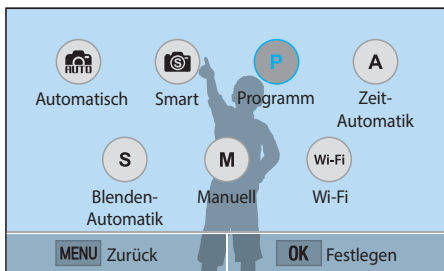 AUTO
S
P
A
Automatisch
Smart
Programm
Zeit-
Automatik
S
M
Wi-Fi
Blenden-
Automatik
Manuell
Wi-Fi
MENU Zurück
OK Festlegen